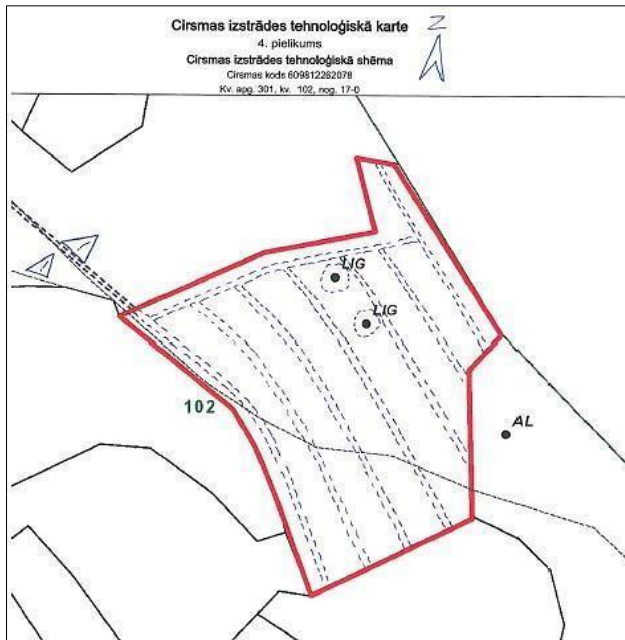 Cirsmas izstrādes tehnoloģiskā karte
Z
4. pielikums
Cirsmas izstrādes tehnoloģiskā shēma
Cirsmas kods 609812262078
Kv. apg. 301, kv. 102, nog. 17-0
LIG
LIG
102
AL